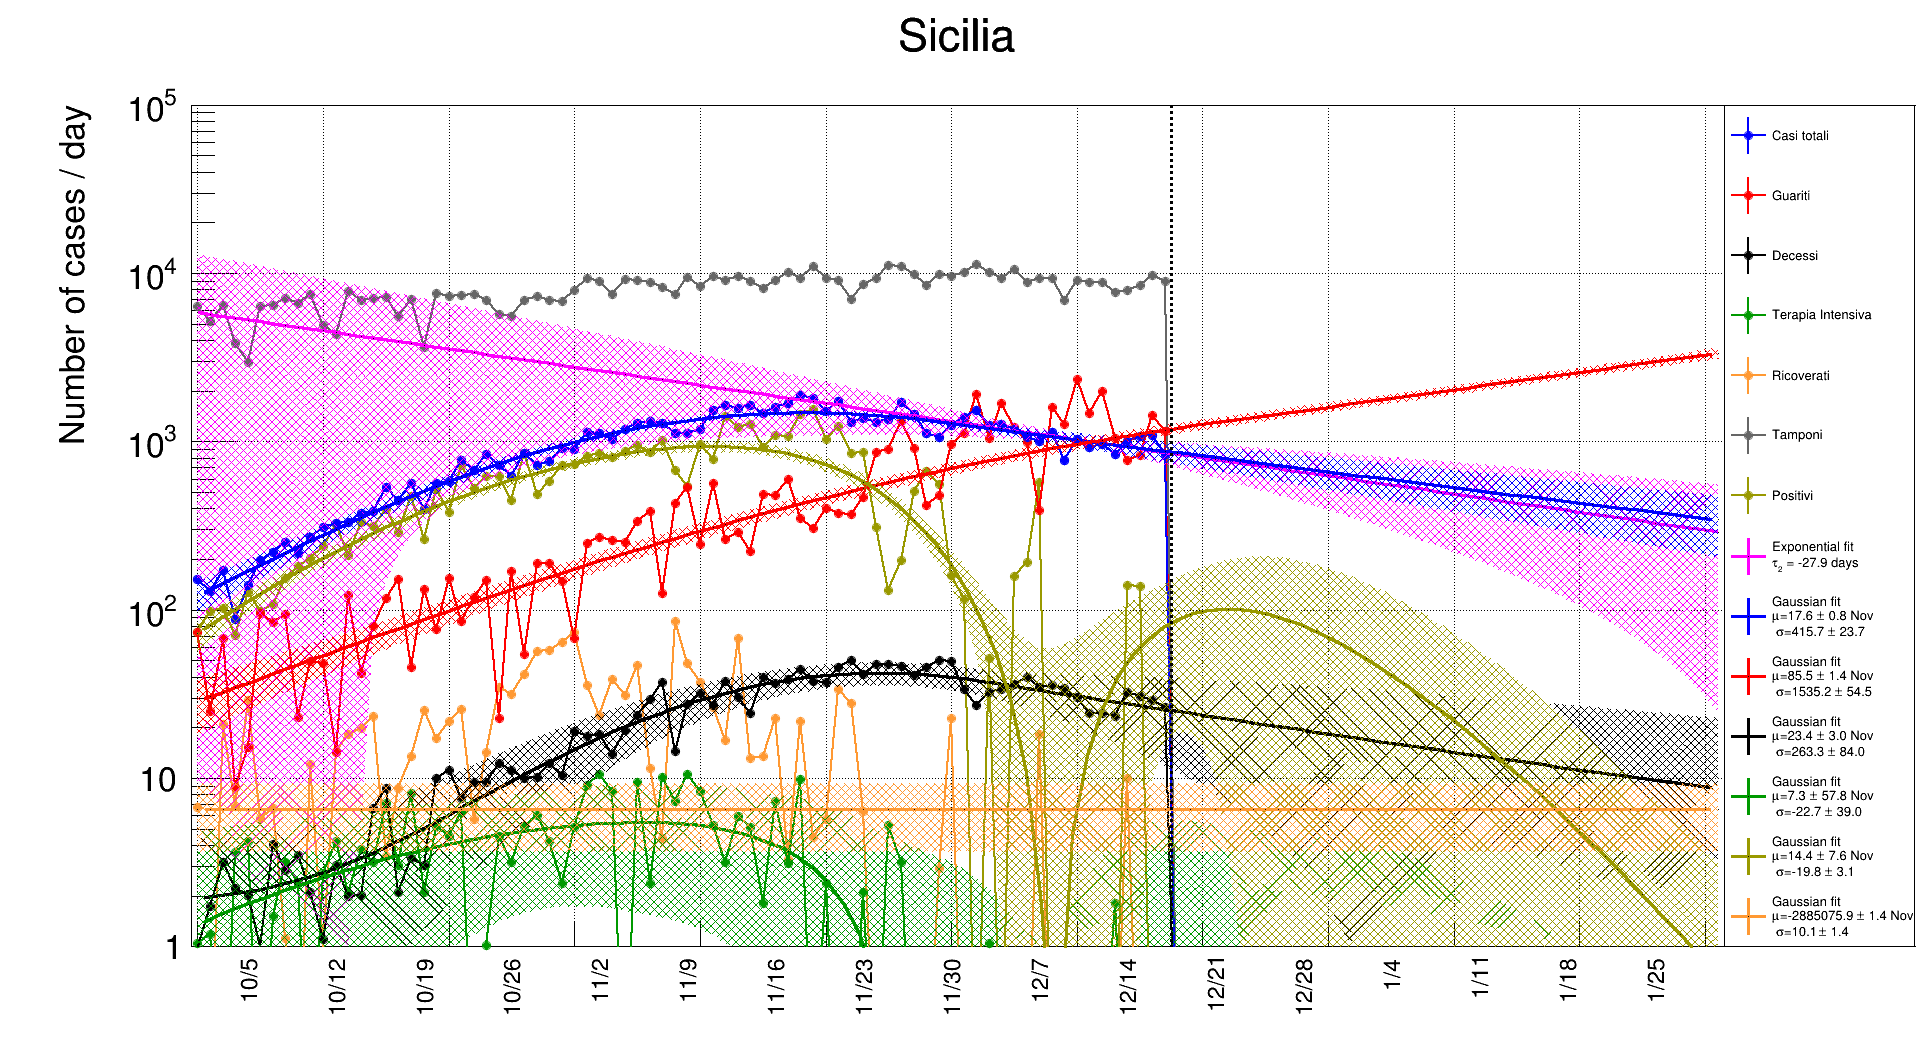 Sicilia
Number of cases / day
10^5
10^4
10^3
10^2
10
1
10/5
10/12
10/19
10/26
11/2
11/9
11/16
11/23
11/30
12/7
12/14
12/21
12/28
1/4
1/11
1/18
1/25
Casi totali
Guariti
Decessi
Terapia Intensiva
Ricoverati
Tamponi
Positivi
Exponential fit
τ₂ = -27.9 days
Gaussian fit
μ=17.6 ± 0.8 Nov
σ=415.7 ± 23.7
Gaussian fit
μ=85.5 ± 1.4 Nov
σ=1535.2 ± 54.5
Gaussian fit
μ=23.4 ± 3.0 Nov
σ=263.3 ± 84.0
Gaussian fit
μ=7.3 ± 57.8 Nov
σ=-22.7 ± 39.0
Gaussian fit
μ=14.4 ± 7.6 Nov
σ=-19.8 ± 3.1
Gaussian fit
μ=-2885075.9 ± 1.4 Nov
σ=10.1 ± 1.4